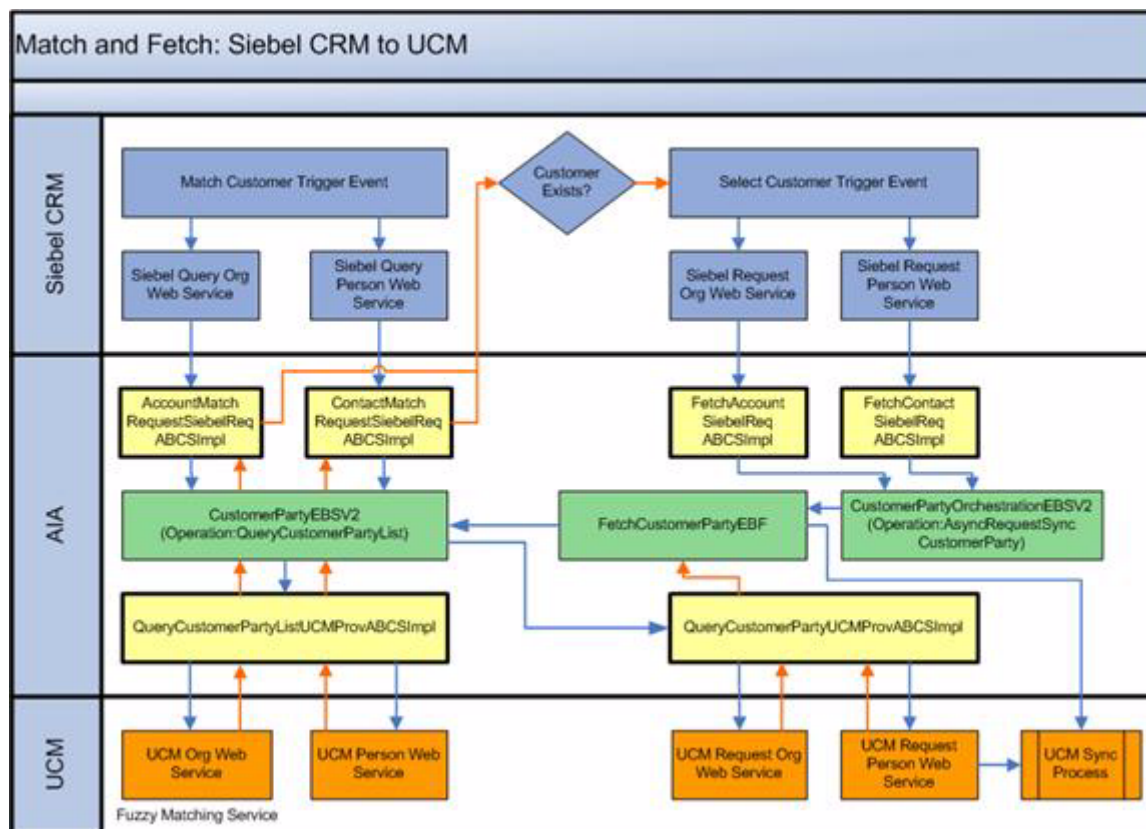 Match and Fetch: Siebel CRM to UCM
Siebel CRM
Match Customer Trigger Event
Customer
Exists?
Select Customer Trigger Event
Siebel Query Org
Web Service
Siebel Query
Person Web
Service
Siebel Request
Org Web Service
Siebel Request
Person Web
Service
AIA
AccountMatch
RequestSiebelReq
ABCSImpl
ContactMatch
RequestSiebelReq
ABCSImpl
FetchAccount
SiebelReq
ABCSImpl
FetchContact
SiebelReq
ABCSImpl
CustomerPartyEBSV2
(Operation:QueryCustomerPartyList)
FetchCustomerPartyEBF
CustomerPartyOrchestrationEBSV2
(Operation:AsyncRequestSync
CustomerParty)
QueryCustomerPartyListUCMProvABCSImpl
QueryCustomerPartyUCMProvABCSImpl
UCM
UCM Org Web
Service
UCM Person Web
Service
UCM Request Org
Web Service
UCM Request
Person Web
Service
UCM Sync
Process
Fuzzy Matching Service